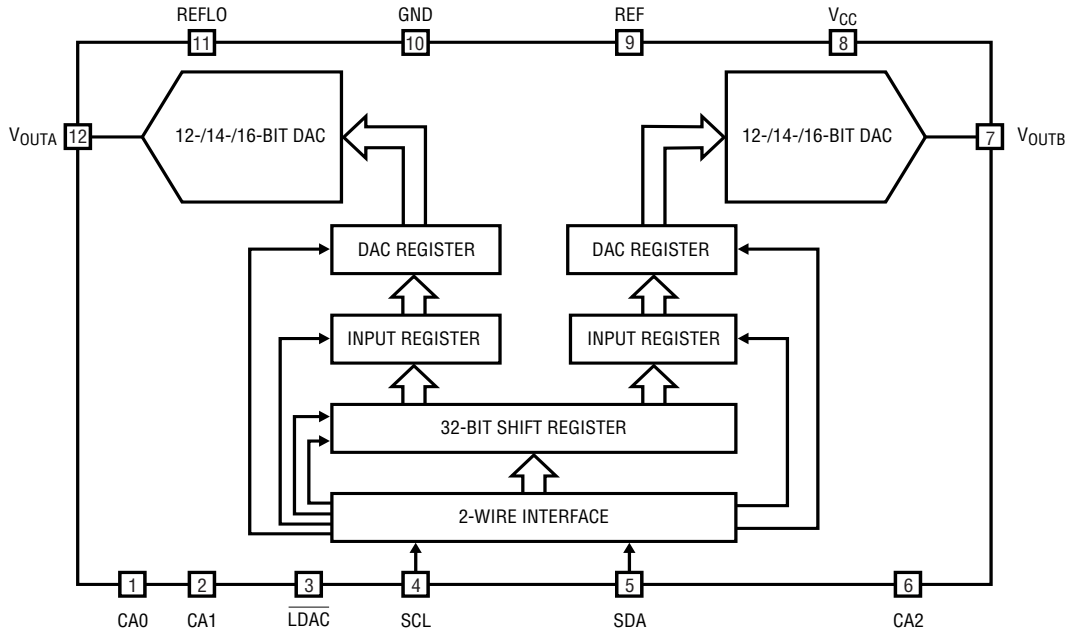 REFLO GND REF VCC
11 10 9 8
12-/14-/16-BIT DAC 12-/14-/16-BIT DAC
VOUTA 12 7 VOUTB
DAC REGISTER DAC REGISTER
INPUT REGISTER INPUT REGISTER
32-BIT SHIFT REGISTER
2-WIRE INTERFACE
1 2 3 4 5 6
CA0 CA1 LDAC SCL SDA CA2